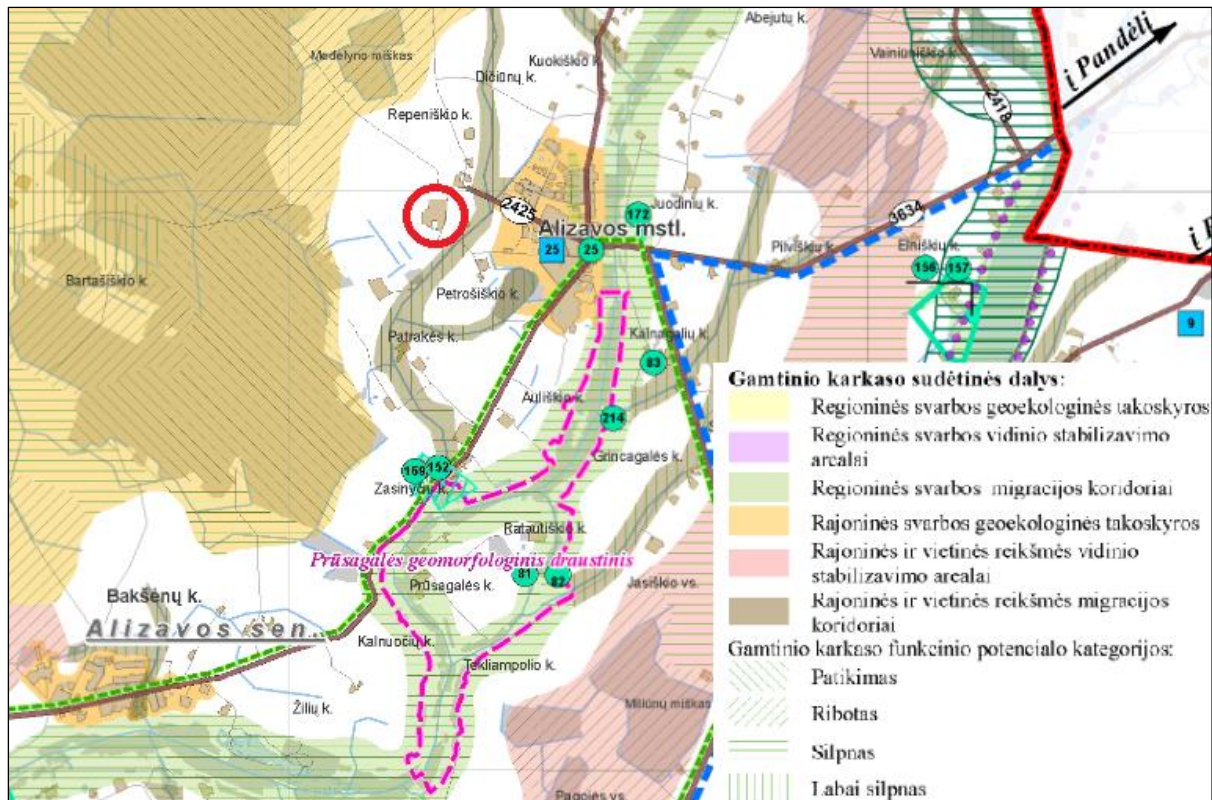 Abejutų k.
į Pandėlį
Medelyno miškas
Kuokiškio k.
Vainiūniškio k.
Dičiūnų k.
2418
Repeniškio k.
2425
172
Juodinių k.
3634
Alizavos mstl.
Pilviškių k.
Elniškių k.
25
25
156
157
Bartašiškio k.
Petrošiškio k.
9
Patrakės k.
Kalnagalių k.
83
Auliškio k.
214
Grincagalės k.
159
152
Zasinyčių k.
Ratautiškio k.
Prūsagalės geomorfologinis draustinis
81
82
Jasiškio vs.
Prūsagalės k.
Bakšėnų k.
Alizavos sen.
Kalnuočių k.
Tekliampolio k.
Žilių k.
Miliūnų miškas
Pagojės vs.
Gamtinio karkaso sudėtinės dalys:
Regioninės svarbos geoekologinės takoskyros
Regioninės svarbos vidinio stabilizavimo
arealai
Regioninės svarbos migracijos koridoriai
Rajoninės svarbos geoekologinės takoskyros
Rajoninės ir vietinės reikšmės vidinio
stabilizavimo arealai
Rajoninės ir vietinės reikšmės migracijos
koridoriai
Gamtinio karkaso funkcinio potencialo kategorijos:
Patikimas
Ribotas
Silpnas
Labai silpnas